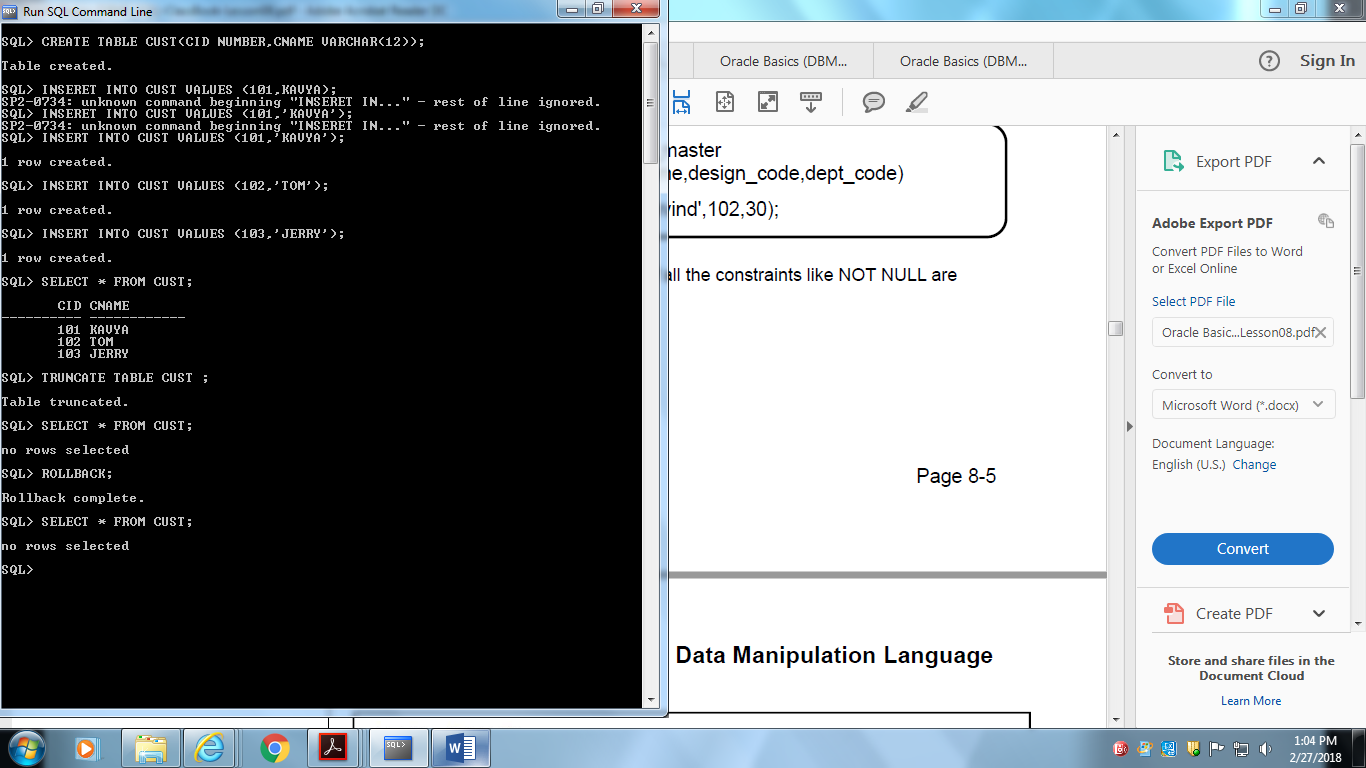 Run SQL Command Line
SQL> CREATE TABLE CUST(CID NUMBER,CNAME VARCHAR(12));
Table created.
SQL> INSERET INTO CUST VALUES (101,KAVYA);
SP2-0734: unknown command beginning "INSERET IN..." - rest of line ignored.
SQL> INSERET INTO CUST VALUES (101,'KAVYA');
SP2-0734: unknown command beginning "INSERET IN..." - rest of line ignored.
SQL> INSERT INTO CUST VALUES (101,'KAVYA');
1 row created.
SQL> INSERT INTO CUST VALUES (102,'TOM');
1 row created.
SQL> INSERT INTO CUST VALUES (103,'JERRY');
1 row created.
SQL> SELECT * FROM CUST;
CID CNAME
---------- ------------
101 KAVYA
102 TOM
103 JERRY
SQL> TRUNCATE TABLE CUST ;
Table truncated.
SQL> SELECT * FROM CUST;
no rows selected
SQL> ROLLBACK;
Rollback complete.
SQL> SELECT * FROM CUST;
no rows selected
SQL>
Oracle Basics (DBM...
Oracle Basics (DBM...
Sign In
master
ne,design_code,dept_code)
vind',102,30);
all the constraints like NOT NULL are
Page 8-5
Data Manipulation Language
Export PDF
Adobe Export PDF
Convert PDF Files to Word
or Excel Online
Select PDF File
Oracle Basic...Lesson08.pdf
Convert to
Microsoft Word (*.docx)
Document Language:
English (U.S.) Change
Convert
Create PDF
Store and share files in the
Document Cloud
Learn More
SQL>
1:04 PM
2/27/2018